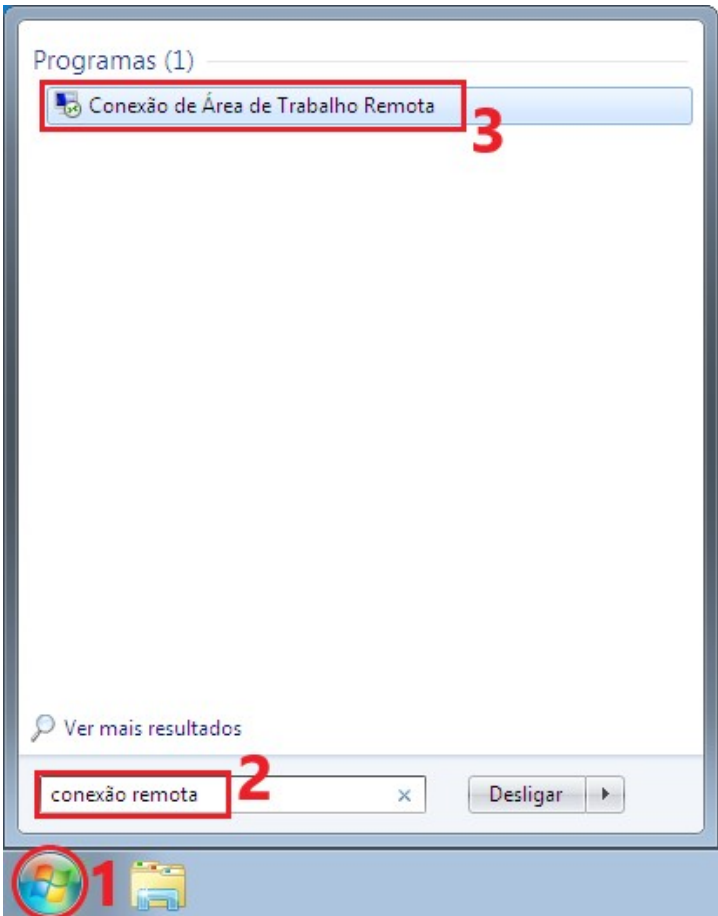 Programas (1)
Conexão de Área de Trabalho Remota
3
Ver mais resultados
conexão remota
2
Desligar
1